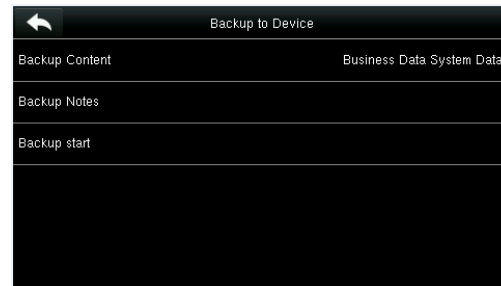 Backup to Device
Backup Content Business Data System Data
Backup Notes
Backup start